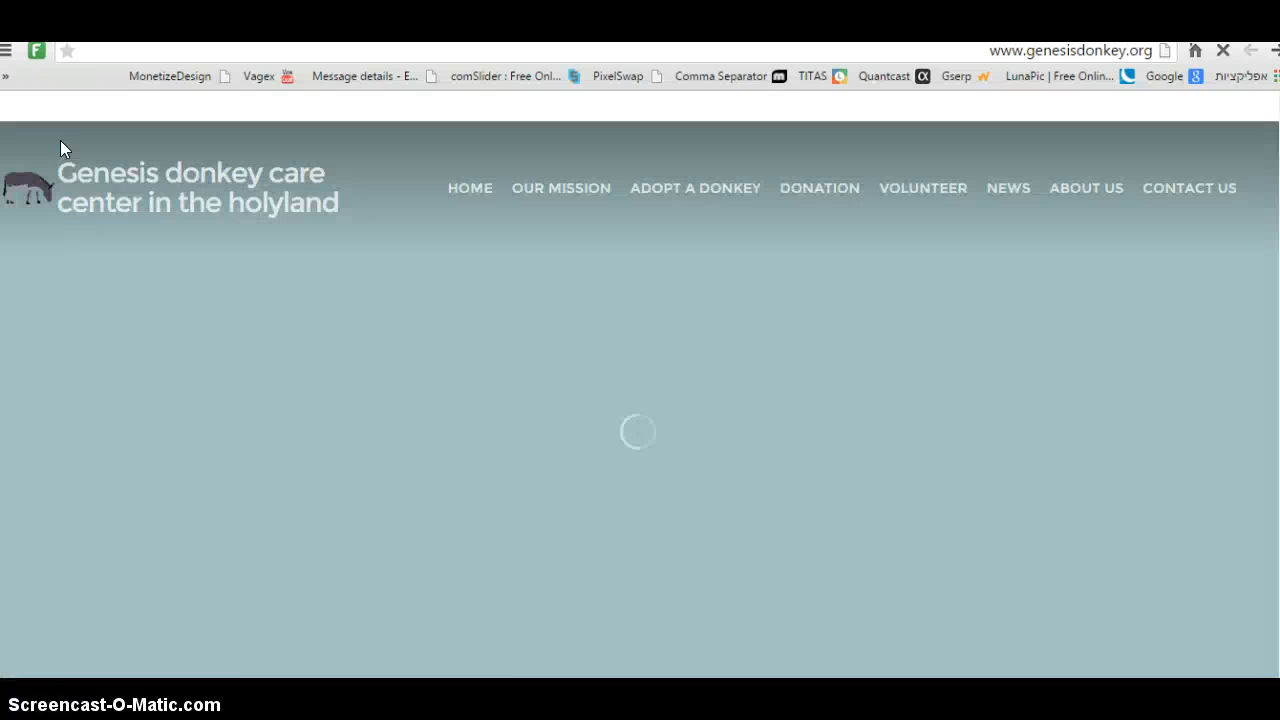 www.genesisdonkey.org
» MonetizeDesign Vagex Message details - E... comSlider : Free Onl... PixelSwap Comma Separator TITAS Quantcast Gserp LunaPic | Free Onlin... Google אפליקציות
Genesis donkey care
center in the holyland
HOME OUR MISSION ADOPT A DONKEY DONATION VOLUNTEER NEWS ABOUT US CONTACT US
Screencast-O-Matic.com